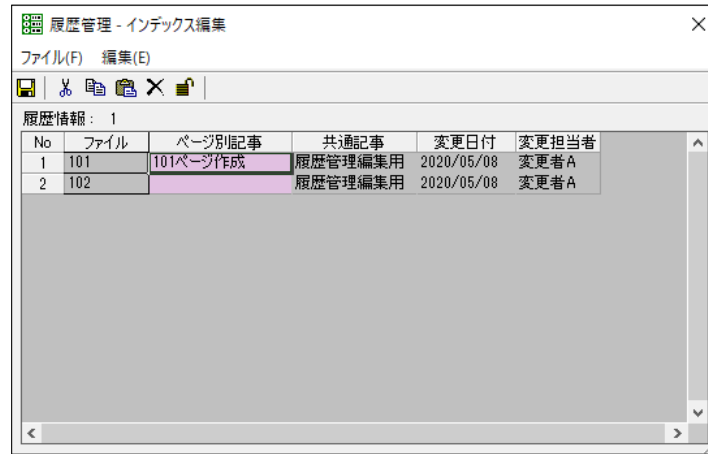 履歴管理 - インデックス編集
ファイル(F) 編集(E)
履歴情報： 1
No ファイル ページ別記事 共通記事 変更日付 変更担当者
1 101 101ページ作成 履歴管理編集用 2020/05/08 変更者A
2 102 履歴管理編集用 2020/05/08 変更者A